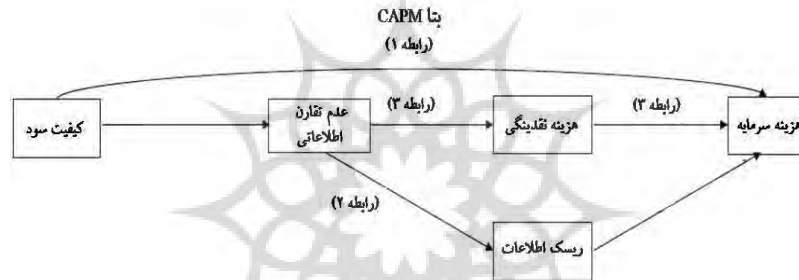 بتا CAPM
(رابطه ۱)
کیفیت سود
عدم تقارن
اطلاعاتی
(رابطه ۳)
هزینه نقدینگی
(رابطه ۳)
هزینه سرمایه
(رابطه ۲)
ریسک اطلاعات